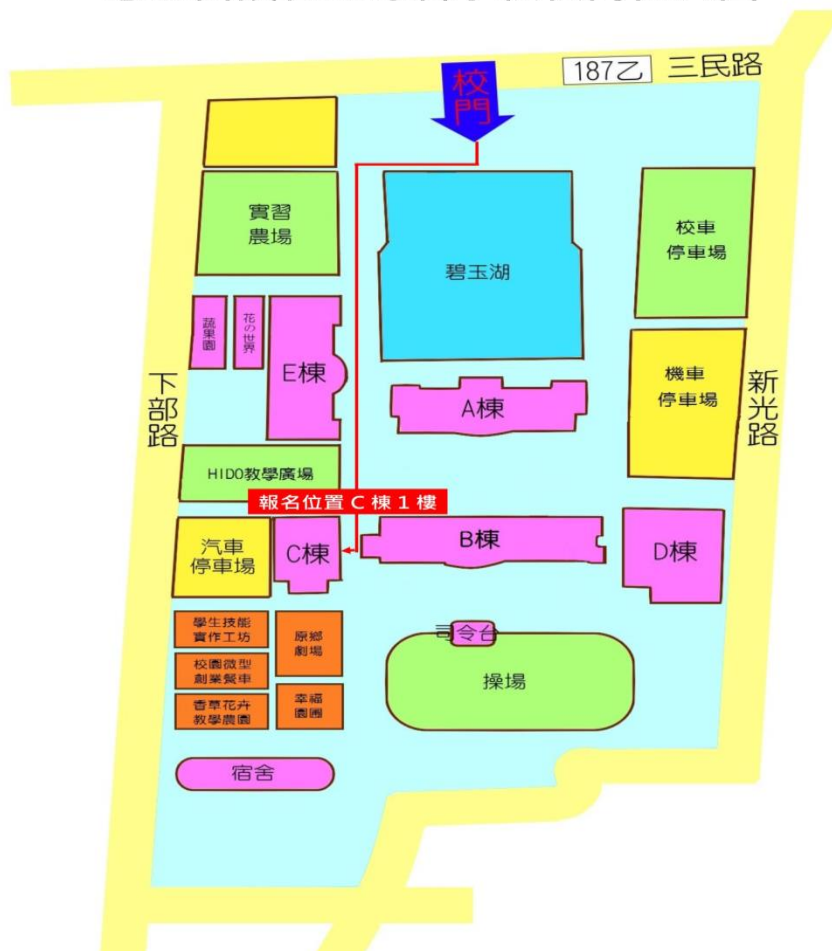 187乙 三民路
校門
實習
農場
校車
停車場
碧玉湖
蔬果園
花の世界
E棟
A棟
機車
停車場
下部路
新光路
HIDO教學廣場
報名位置C棟1樓
汽車
停車場
C棟
B棟
D棟
學生技能
實作工坊
原鄉
劇場
司令台
校園微型
創業餐車
操場
香草花卉
教學農園
幸福
園圃
宿舍